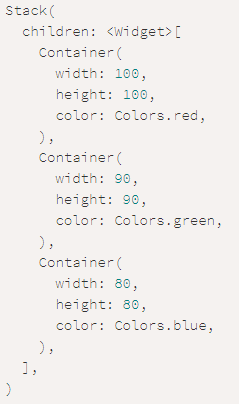 Stack(
  children: <Widget>[
    Container(
      width: 100,
      height: 100,
      color: Colors.red,
    ),
    Container(
      width: 90,
      height: 90,
      color: Colors.green,
    ),
    Container(
      width: 80,
      height: 80,
      color: Colors.blue,
    ),
  ],
)